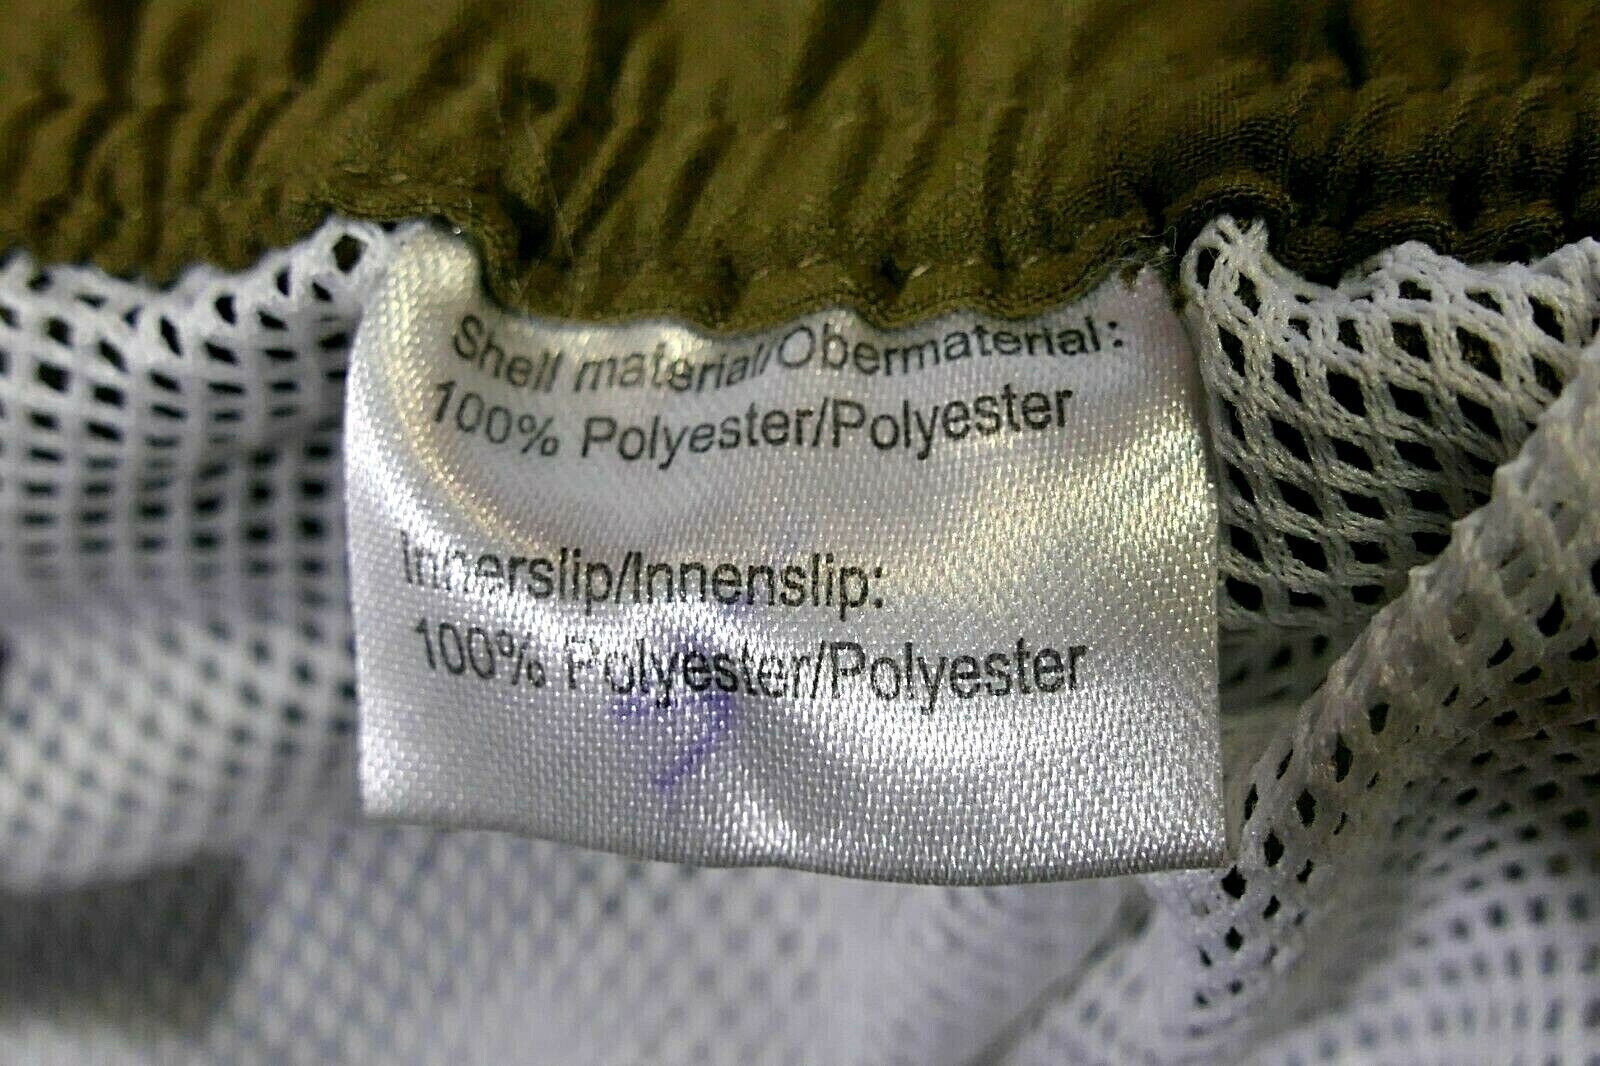 Shell material/Obermaterial:
100% Polyester/Polyester
Innerslip/Innenslip:
100% Polyester/Polyester